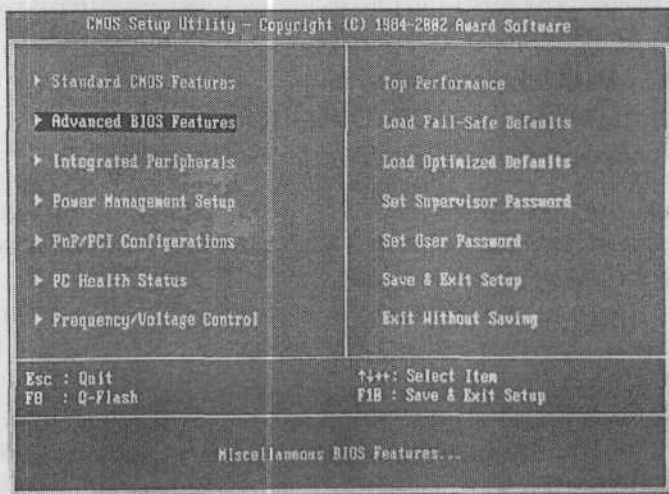 CMOS Setup Utility - Copyright (C) 1984-2002 Award Software
▶ Standard CMOS Features
▶ Advanced BIOS Features
▶ Integrated Peripherals
▶ Power Management Setup
▶ PnP/PCI Configurations
▶ PC Health Status
▶ Frequency/Voltage Control
Top Performance
Load Fail-Safe Defaults
Load Optimized Defaults
Set Supervisor Password
Set User Password
Save & Exit Setup
Exit Without Saving
Esc : Quit
F8 : Q-Flash
↑↓→←: Select Item
F10 : Save & Exit Setup
Miscellaneous BIOS Features...